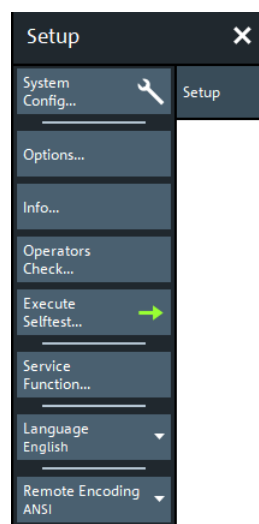 Setup
System
Config...
Setup
Options...
Info...
Operators
Check...
Execute
Selftest...
Service
Function...
Language
English
Remote Encoding
ANSI